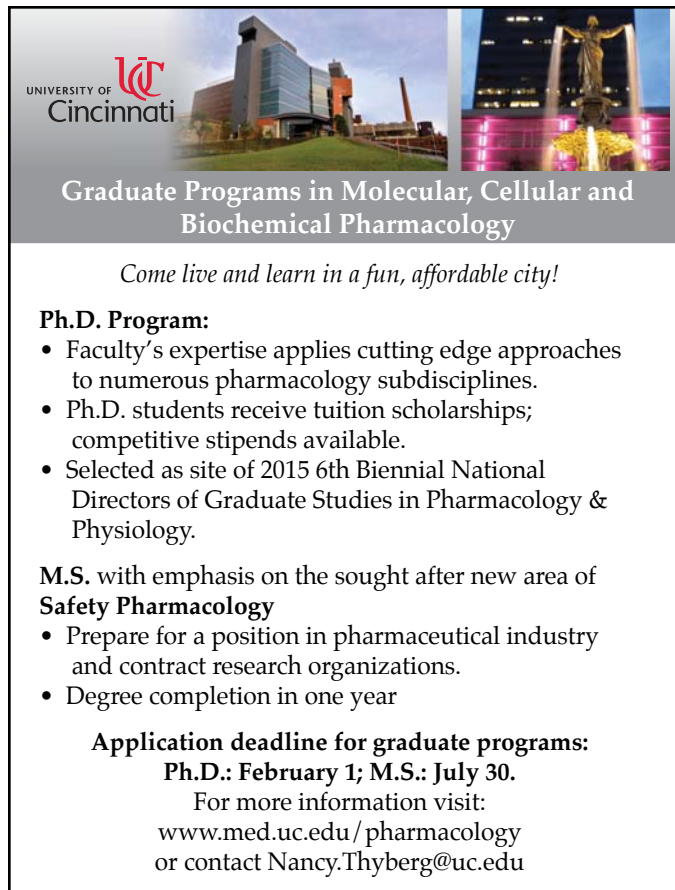 UNIVERSITY OF UC
Cincinnati
Graduate Programs in Molecular, Cellular and
Biochemical Pharmacology
Come live and learn in a fun, affordable city!
Ph.D. Program:
• Faculty's expertise applies cutting edge approaches
to numerous pharmacology subdisciplines.
• Ph.D. students receive tuition scholarships;
competitive stipends available.
• Selected as site of 2015 6th Biennial National
Directors of Graduate Studies in Pharmacology &
Physiology.
M.S. with emphasis on the sought after new area of
Safety Pharmacology
• Prepare for a position in pharmaceutical industry
and contract research organizations.
• Degree completion in one year
Application deadline for graduate programs:
Ph.D.: February 1; M.S.: July 30.
For more information visit:
www.med.uc.edu/pharmacology
or contact Nancy.Thyberg@uc.edu